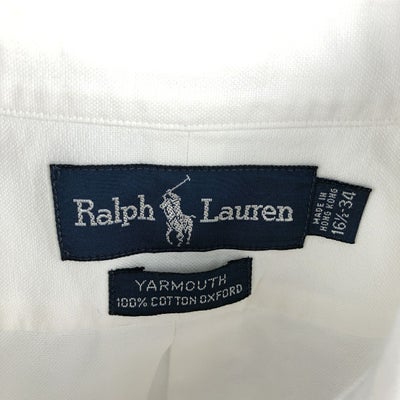 Ralph Lauren
MADE IN
HONG KONG
16½-34
YARMOUTH
100% COTTON OXFORD